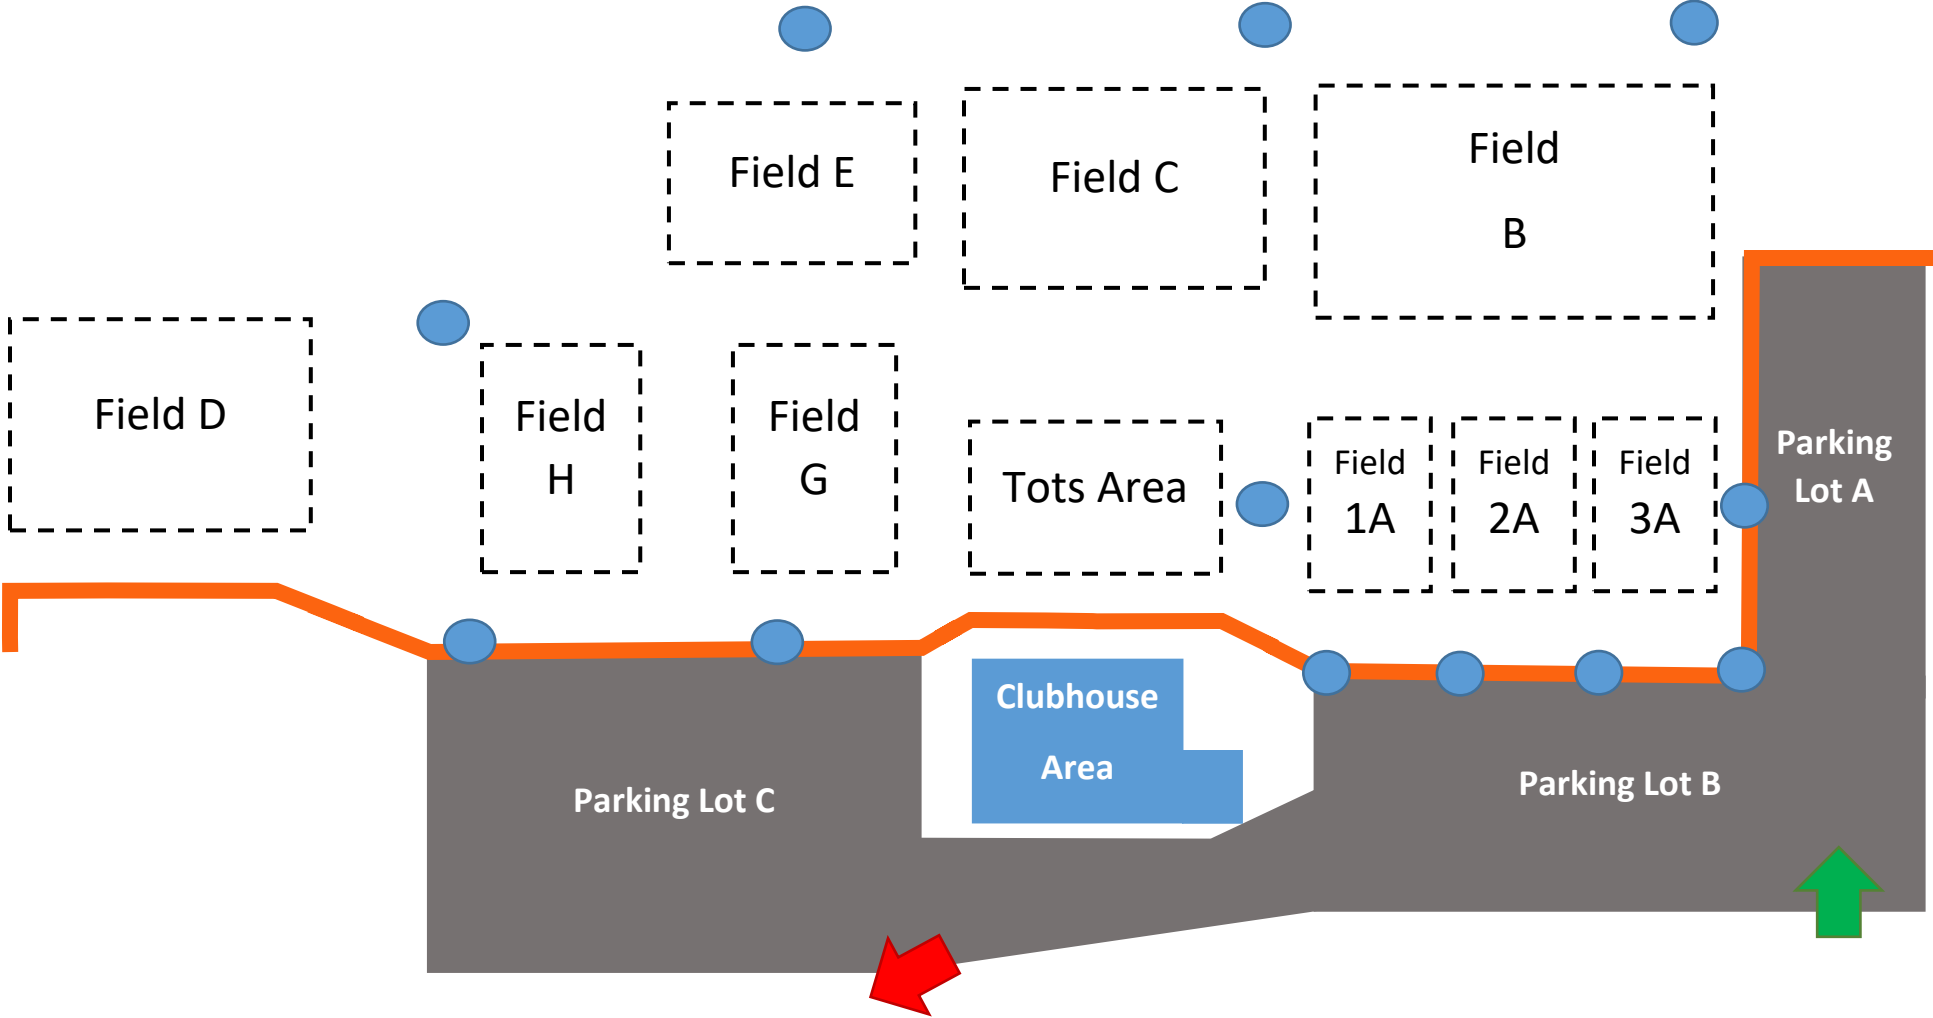 Field E
Field C
Field
B
Field D
Field
H
Field
G
Tots Area
Field
1A
Field
2A
Field
3A
Parking
Lot A
Clubhouse
Area
Parking Lot C
Parking Lot B